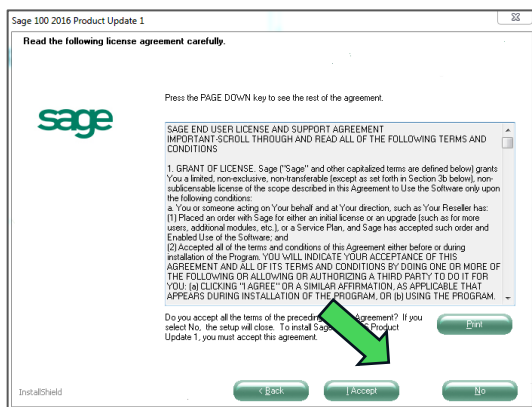 Sage 100 2016 Product Update 1
Read the following license agreement carefully.
Press the PAGE DOWN key to see the rest of the agreement.
sage
SAGE END USER LICENSE AND SUPPORT AGREEMENT
IMPORTANT-SCROLL THROUGH AND READ ALL OF THE FOLLOWING TERMS AND
CONDITIONS
1. GRANT OF LICENSE. Sage ("Sage" and other capitalized terms are defined below) grants
You a limited, non-exclusive, non-transferable (except as set forth in Section 3b below), non-
sublicensable license of the scope described in this Agreement to Use the Software only upon
the following conditions:
a. You or someone acting on Your behalf and at Your direction, such as Your Reseller has:
(1) Placed an order with Sage for either an initial license or an upgrade (such as for more
users, additional modules, etc.), or a Service Plan, and Sage has accepted such order and
Enabled Use of the Software; and
(2) Accepted all of the terms and conditions of this Agreement either before or during
installation of the Program. YOU WILL INDICATE YOUR ACCEPTANCE OF THIS
AGREEMENT AND ALL OF ITS TERMS AND CONDITIONS BY DOING ONE OR MORE OF
THE FOLLOWING OR ALLOWING OR AUTHORIZING A THIRD PARTY TO DO IT FOR
YOU: (a) CLICKING "I AGREE" OR A SIMILAR AFFIRMATION, AS APPLICABLE THAT
APPEARS DURING INSTALLATION OF THE PROGRAM, OR (b) USING THE PROGRAM.
Do you accept all the terms of the preceding Agreement? If you
select No, the setup will close. To install Sage Product
Update 1, you must accept this agreement.
Print
InstallShield
< Back
I Accept
No